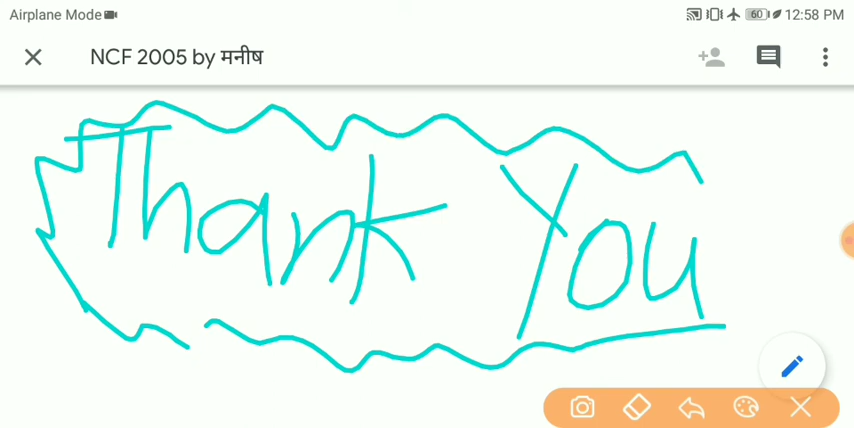 Airplane Mode
60
12:58 PM
NCF 2005 by मनीष
Thank You